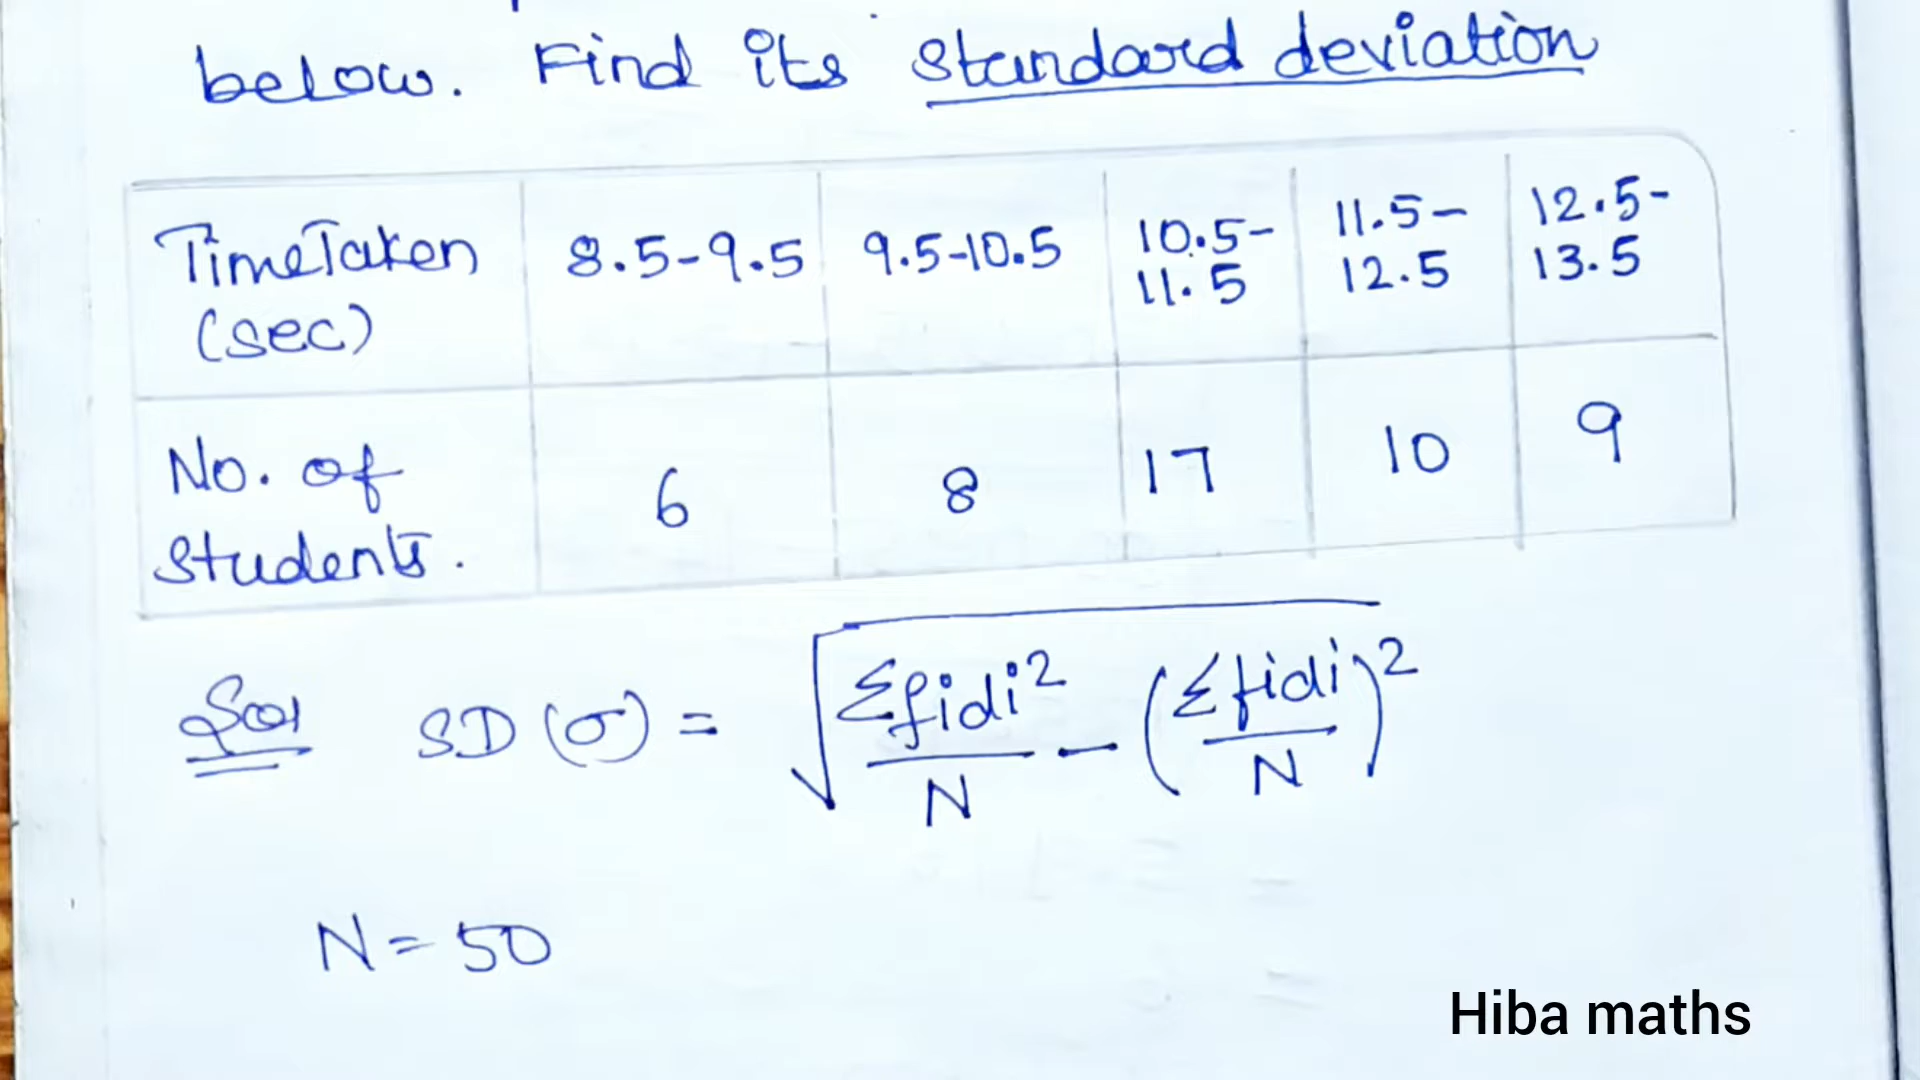 below. Find its standard deviation
Time Taken (sec) 8.5-9.5 9.5-10.5 10.5-11.5 11.5-12.5 12.5-13.5
No. of Students. 6 8 17 10 9
Sol SD (σ) = √Σfidi²/N - (Σfidi/N)²
N = 50
Hiba maths